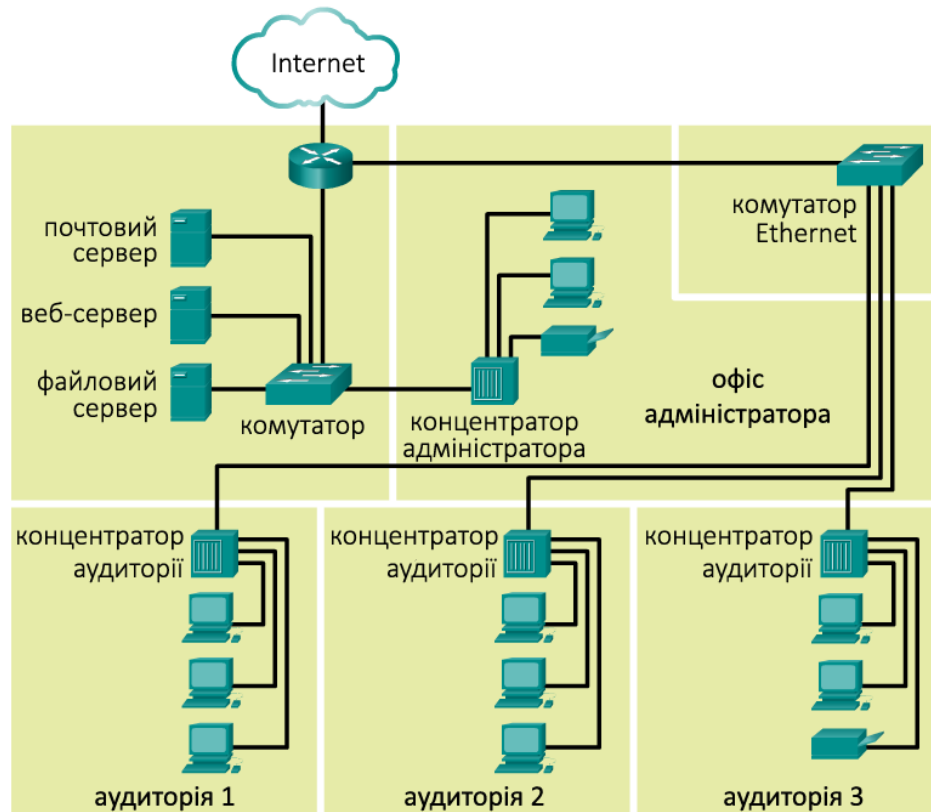 Internet
почтовий
сервер
веб-сервер
файловий
сервер
комутатор
концентратор
адміністратора
комутатор
Ethernet
офіс
адміністратора
концентратор
аудиторії
концентратор
аудиторії
концентратор
аудиторії
аудиторія 1
аудиторія 2
аудиторія 3